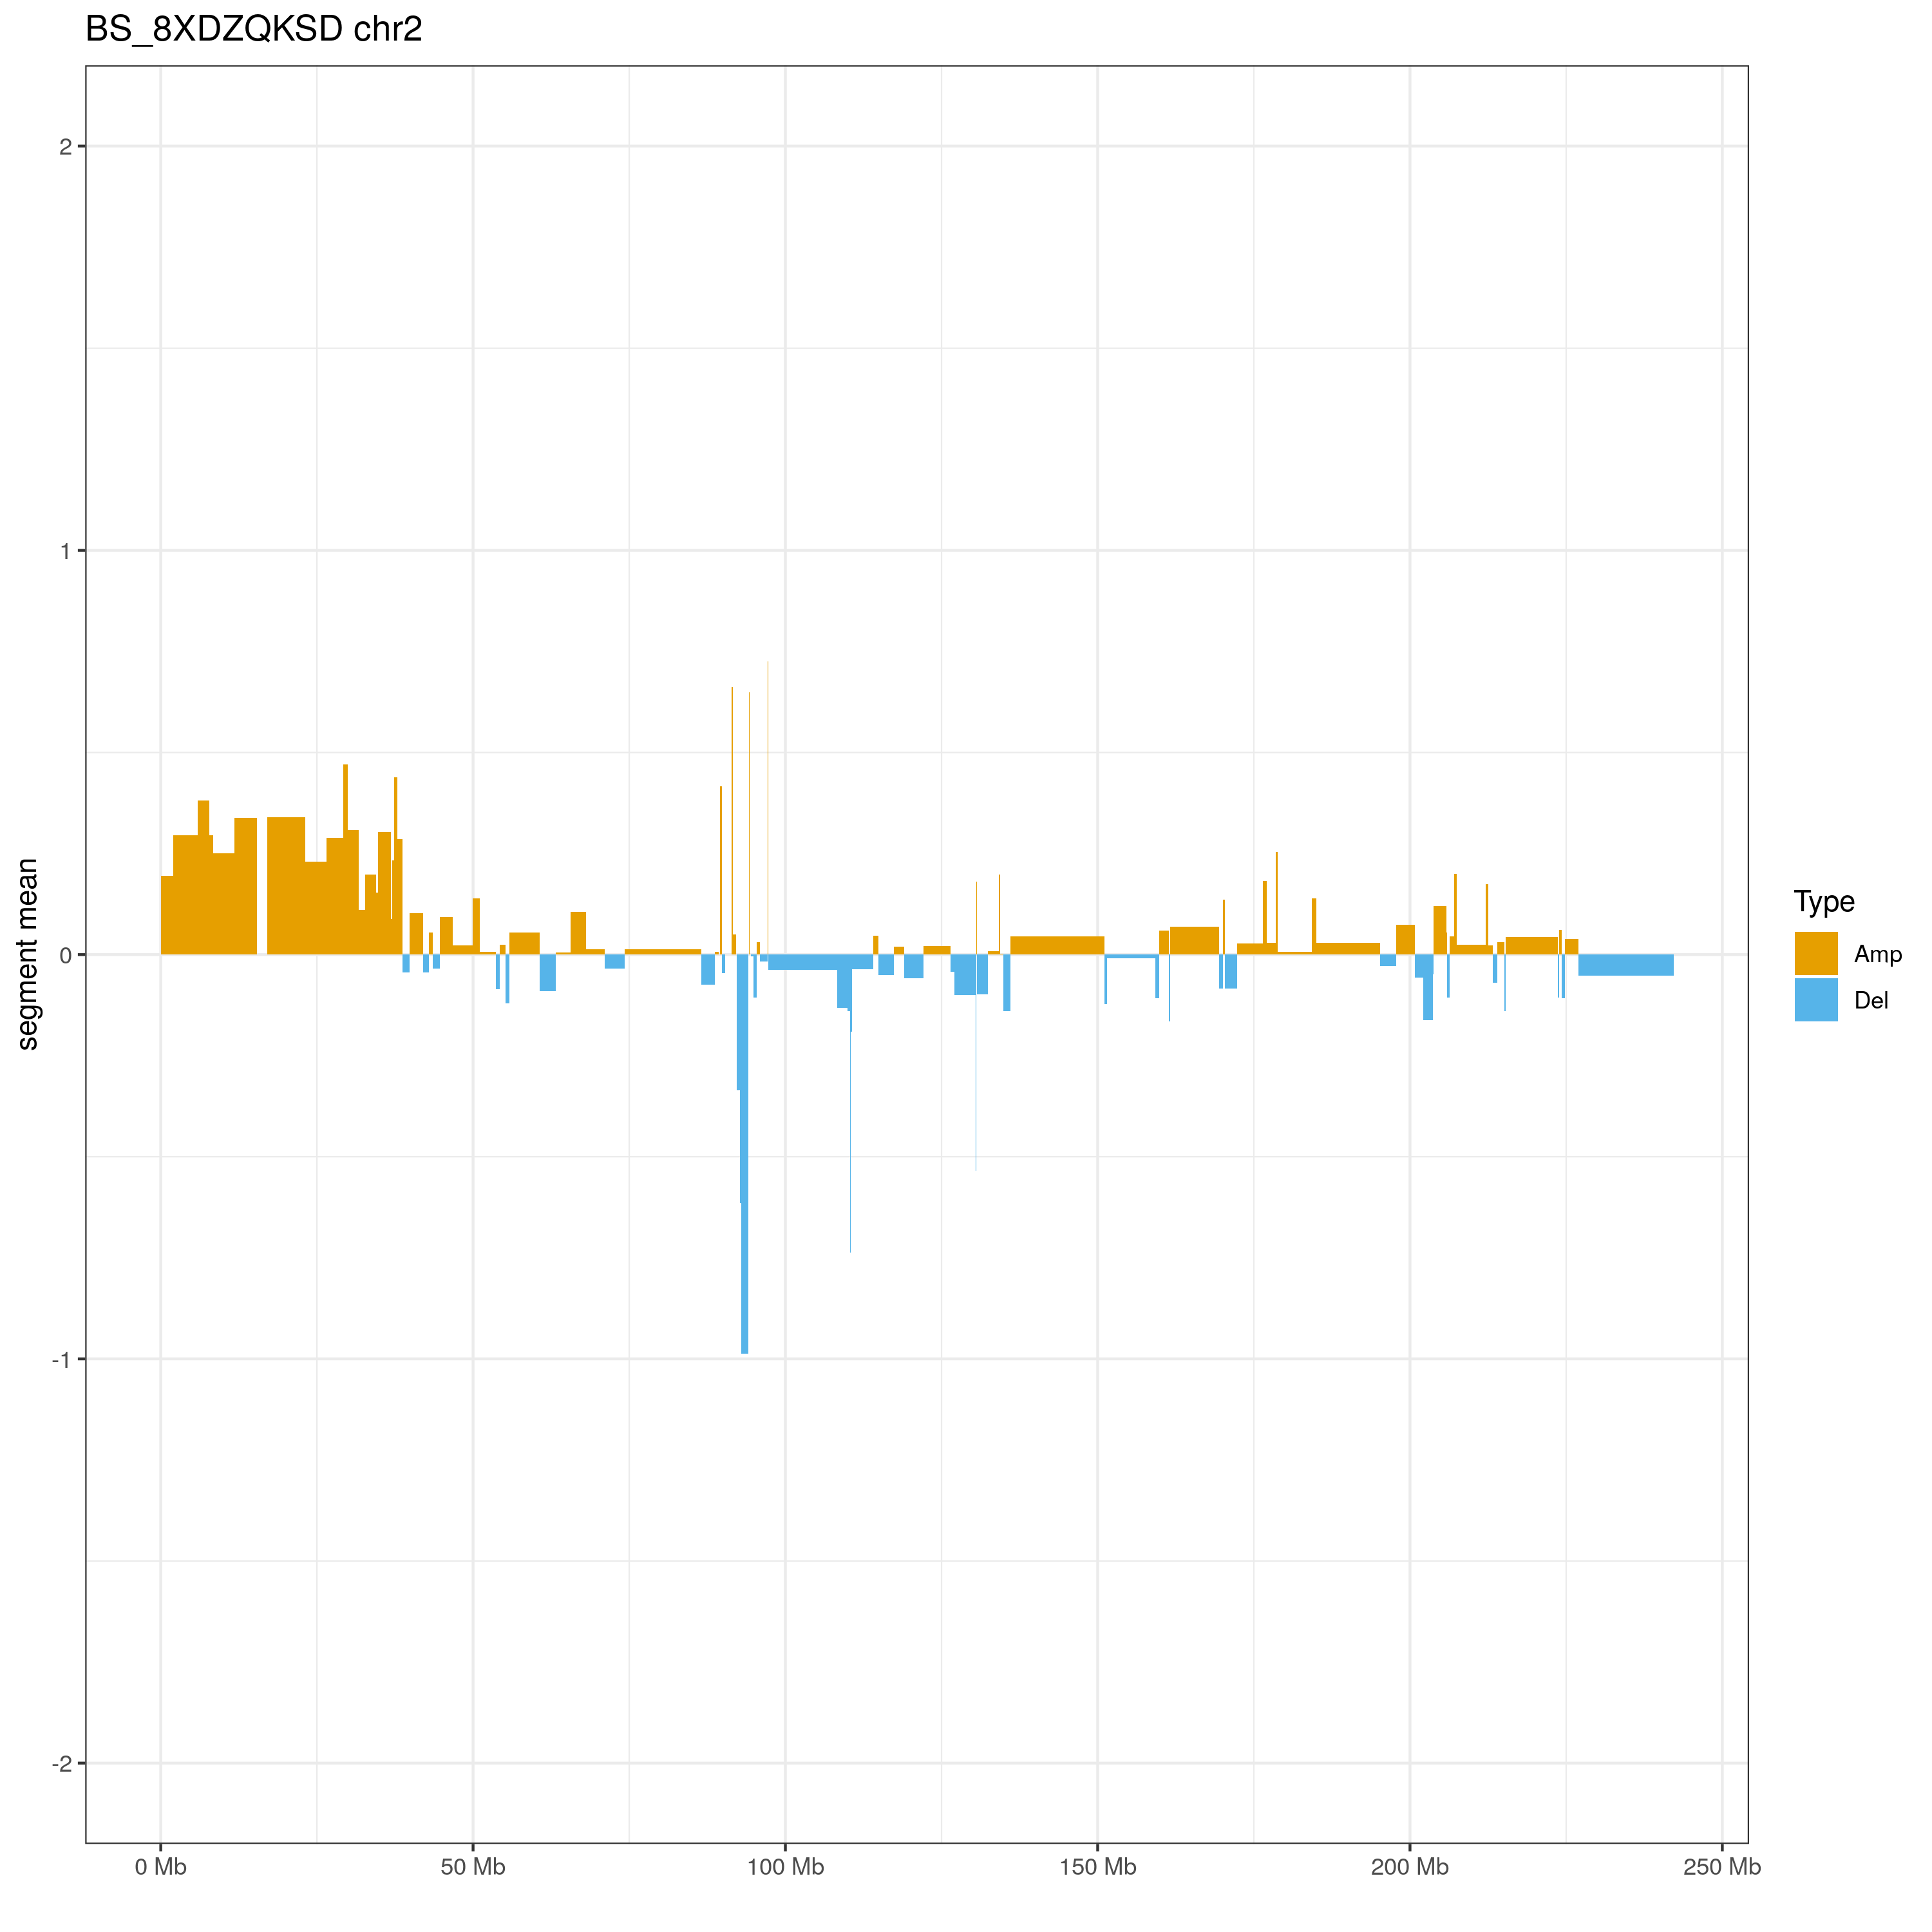 BS_8XDZQKSD chr2
2
1
0
-1
-2
segment mean
0 Mb
50 Mb
100 Mb
150 Mb
200 Mb
250 Mb
Type
Amp
Del